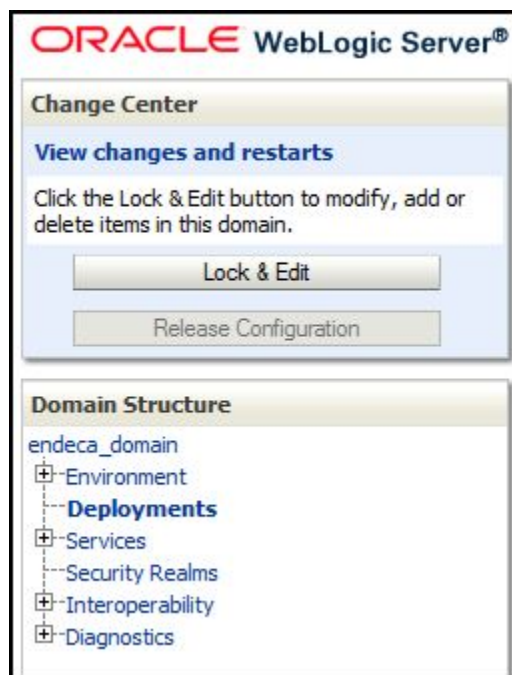 ORACLE WebLogic Server®
Change Center
View changes and restarts
Click the Lock & Edit button to modify, add or
delete items in this domain.
Lock & Edit
Release Configuration
Domain Structure
endeca_domain
Environment
Deployments
Services
Security Realms
Interoperability
Diagnostics